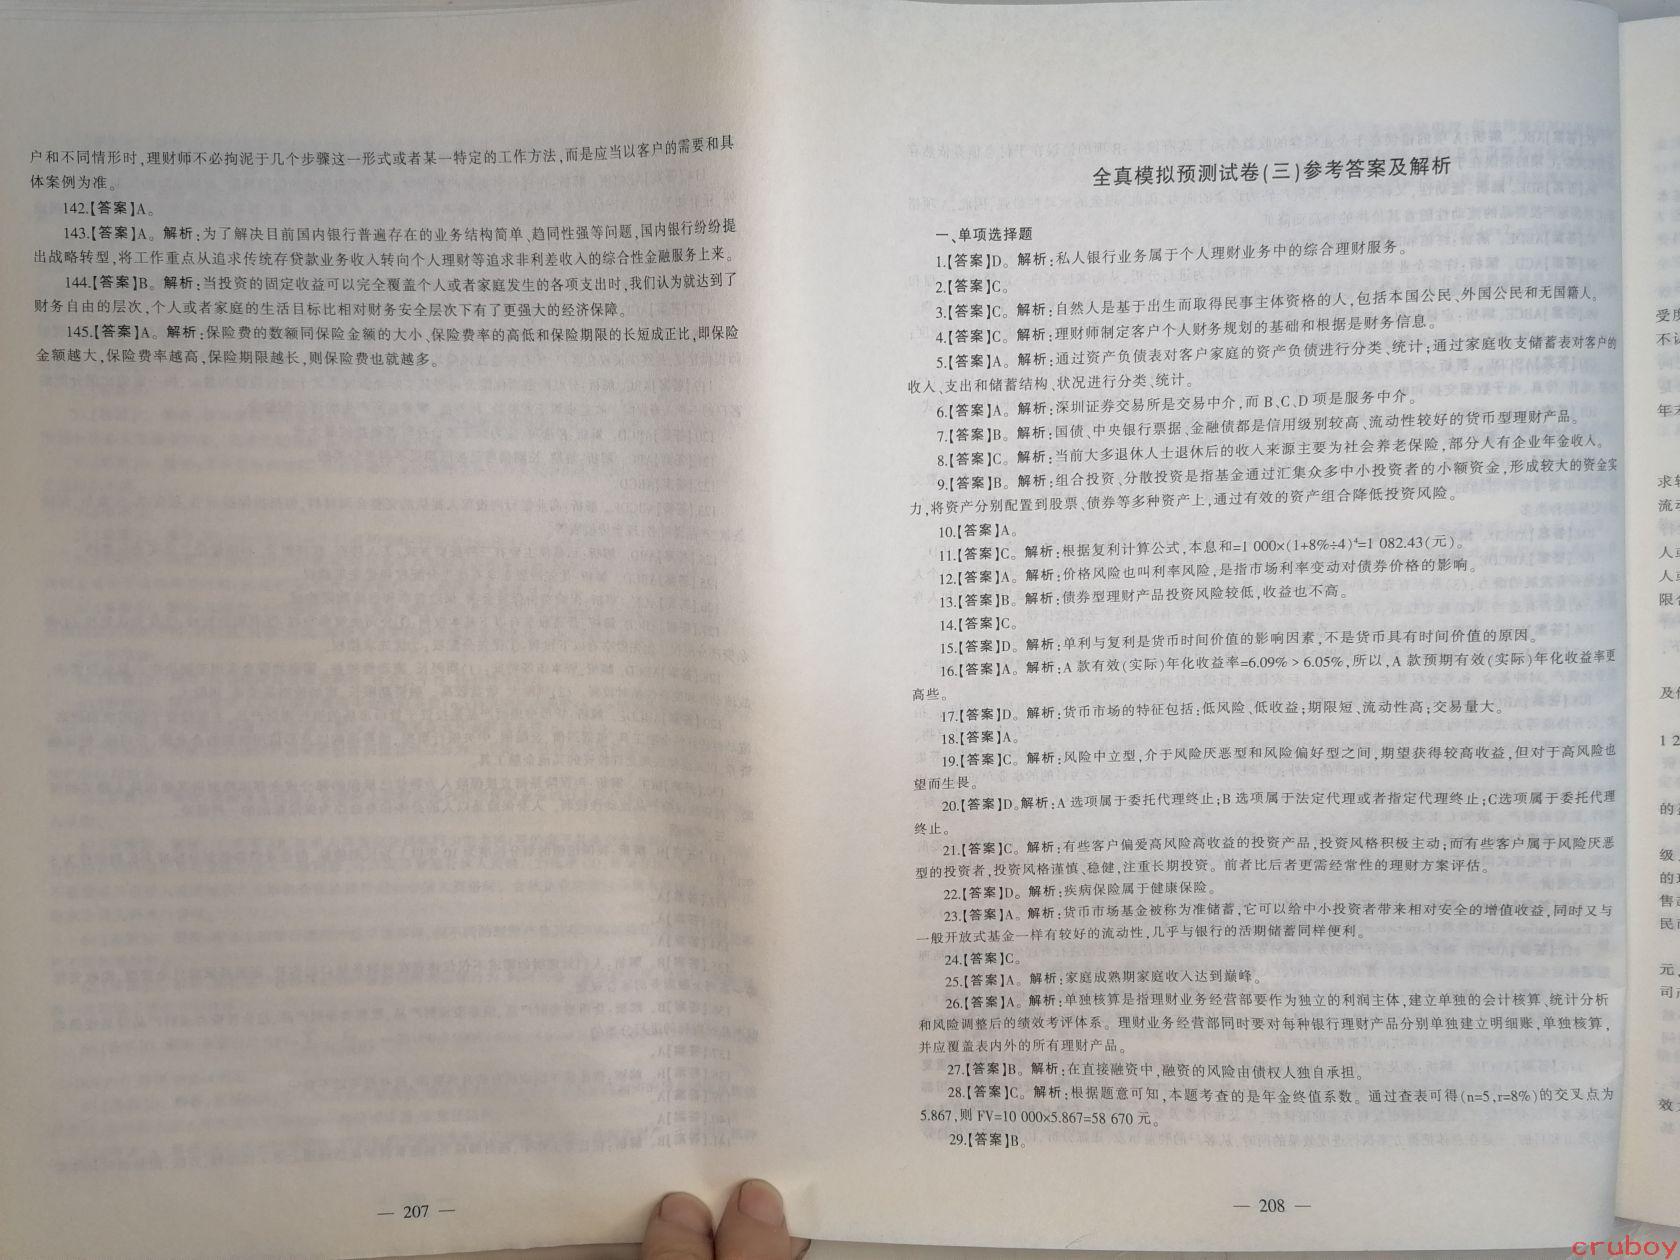 户和不同情形时,理财师不必拘泥于几个步骤这一形式或者某一特定的工作方法,而是应当以客户的需要和具
体案例为准。
142.【答案】A。
143.【答案】A。解析:为了解决目前国内银行普遍存在的业务结构简单、趋同性强等问题,国内银行纷纷提
出战略转型,将工作重点从追求传统存贷款业务收入转向个人理财等追求非利差收入的综合性金融服务上来。
144.【答案】B。解析:当投资的固定收益可以完全覆盖个人或者家庭发生的各项支出时,我们认为就达到了
财务自由的层次,个人或者家庭的生活目标比相对财务安全层次下有了更强大的经济保障。
145.【答案】A。解析:保险费的数额同保险金额的大小、保险费率的高低和保险期限的长短成正比,即保险
金额越大,保险费率越高,保险期限越长,则保险费也就越多。
— 207 —
全真模拟预测试卷(三)参考答案及解析
一、单项选择题
1.【答案】D。解析:私人银行业务属于个人理财业务中的综合理财服务。
2.【答案】C。
3.【答案】C。解析:自然人是基于出生而取得民事主体资格的人,包括本国公民、外国公民和无国籍人。
4.【答案】C。解析:理财师制定客户个人财务规划的基础和根据是财务信息。
5.【答案】A。解析:通过资产负债表对客户家庭的资产负债进行分类、统计;通过家庭收支储蓄表对客户的
收入、支出和储蓄结构、状况进行分类、统计。
6.【答案】A。解析:深圳证券交易所是交易中介,而 B、C、D 项是服务中介。
7.【答案】B。解析:国债、中央银行票据、金融债都是信用级别较高、流动性较好的货币型理财产品。
8.【答案】C。解析:当前大多退休人士退休后的收入来源主要为社会养老保险,部分人有企业年金收入。
9.【答案】B。解析:组合投资、分散投资是指基金通过汇集众多中小投资者的小额资金,形成较大的资金实
力,将资产分别配置到股票、债券等多种资产上,通过有效的资产组合降低投资风险。
10.【答案】A。
11.【答案】C。解析:根据复利计算公式,本息和=1 000×(1+8%÷4)⁴=1 082.43(元)。
12.【答案】A。解析:价格风险也叫利率风险,是指市场利率变动对债券价格的影响。
13.【答案】B。解析:债券型理财产品投资风险较低,收益也不高。
14.【答案】C。
15.【答案】D。解析:单利与复利是货币时间价值的影响因素,不是货币具有时间价值的原因。
16.【答案】A。解析:A 款有效(实际)年化收益率=6.09% > 6.05%,所以,A 款预期有效(实际)年化收益率更
高些。
17.【答案】D。解析:货币市场的特征包括:低风险、低收益;期限短、流动性高;交易量大。
18.【答案】A。
19.【答案】C。解析:风险中立型,介于风险厌恶型和风险偏好型之间,期望获得较高收益,但对于高风险也
望而生畏。
20.【答案】D。解析:A 选项属于委托代理终止;B 选项属于法定代理或者指定代理终止;C选项属于委托代理
终止。
21.【答案】C。解析:有些客户偏爱高风险高收益的投资产品,投资风格积极主动;而有些客户属于风险厌恶
型的投资者,投资风格谨慎、稳健,注重长期投资。前者比后者更需经常性的理财方案评估。
22.【答案】D。解析:疾病保险属于健康保险。
23.【答案】A。解析:货币市场基金被称为准储蓄,它可以给中小投资者带来相对安全的增值收益,同时又与
一般开放式基金一样有较好的流动性,几乎与银行的活期储蓄同样便利。
24.【答案】C。
25.【答案】A。解析:家庭成熟期家庭收入达到巅峰。
26.【答案】A。解析:单独核算是指理财业务经营部要作为独立的利润主体,建立单独的会计核算、统计分析
和风险调整后的绩效考评体系。理财业务经营部同时要对每种银行理财产品分别单独建立明细账,单独核算,
并应覆盖表内外的所有理财产品。
27.【答案】B。解析:在直接融资中,融资的风险由债权人独自承担。
28.【答案】C。解析:根据题意可知,本题考查的是年金终值系数。通过查表可得(n=5,r=8%)的交叉点为
5.867,则 FV=10 000×5.867=58 670 元。
29.【答案】B。
— 208 —
受度
年
求
流动
人或
人或
限
及
1 2
的
级
的
售
民
元,
司
效
cruboy